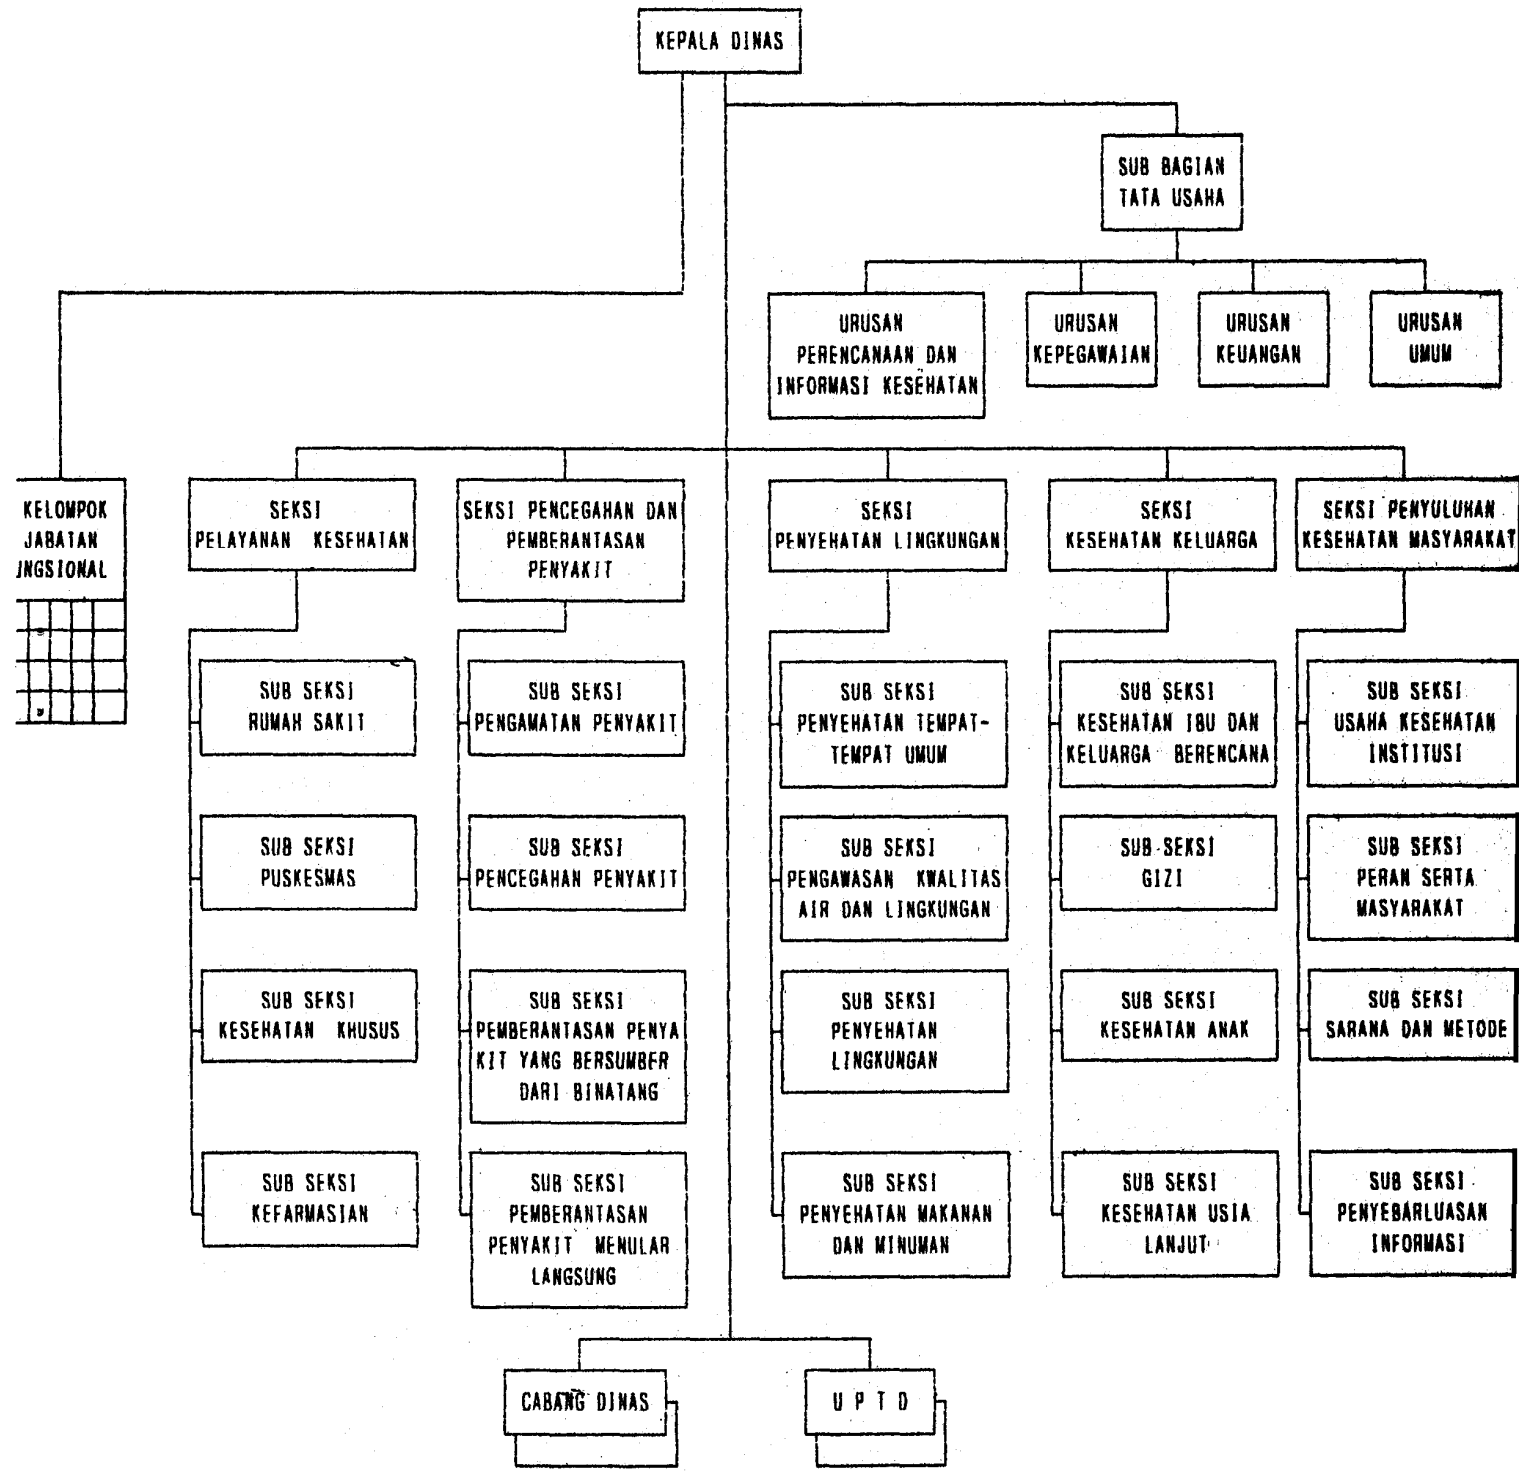 KEPALA DINAS
SUB BAGIAN
TATA USAHA
URUSAN
PERENCANAAN DAN
INFORMASI KESEHATAN
URUSAN
KEPEGAWAIAN
URUSAN
KEUANGAN
URUSAN
UMUM
KELOMPOK
JABATAN
UNGSIONAL
SEKSI
PELAYANAN KESEHATAN
SEKSI PENCEGAHAN DAN
PEMBERANTASAN
PENYAKIT
SEKSI
PENYEHATAN LINGKUNGAN
SEKSI
KESEHATAN KELUARGA
SEKSI PENYULUHAN
KESEHATAN MASYARAKAT
SUB SEKSI
RUMAH SAKIT
SUB SEKSI
PENGAMATAN PENYAKIT
SUB SEKSI
PENYEHATAN TEMPAT-
TEMPAT UMUM
SUB SEKSI
KESEHATAN IBU DAN
KELUARGA BERENCANA
SUB SEKSI
USAHA KESEHATAN
INSTITUSI
SUB SEKSI
PUSKESMAS
SUB SEKSI
PENCEGAHAN PENYAKIT
SUB SEKSI
PENGAWASAN KWALITAS
AIR DAN LINGKUNGAN
SUB SEKSI
GIZI
SUB SEKSI
PERAN SERTA
MASYARAKAT
SUB SEKSI
KESEHATAN KHUSUS
SUB SEKSI
PEMBERANTASAN PENYA
KIT YANG BERSUMBER
DARI BINATANG
SUB SEKSI
PENYEHATAN
LINGKUNGAN
SUB SEKSI
KESEHATAN ANAK
SUB SEKSI
SARANA DAN METODE
SUB SEKSI
KEFARMASIAN
SUB SEKSI
PEMBERANTASAN
PENYAKIT MENULAR
LANGSUNG
SUB SEKSI
PENYEHATAN MAKANAN
DAN MINUMAN
SUB SEKSI
KESEHATAN USIA
LANJUT
SUB SEKSI
PENYEBARLUASAN
INFORMASI
CABANG DINAS
U P T D